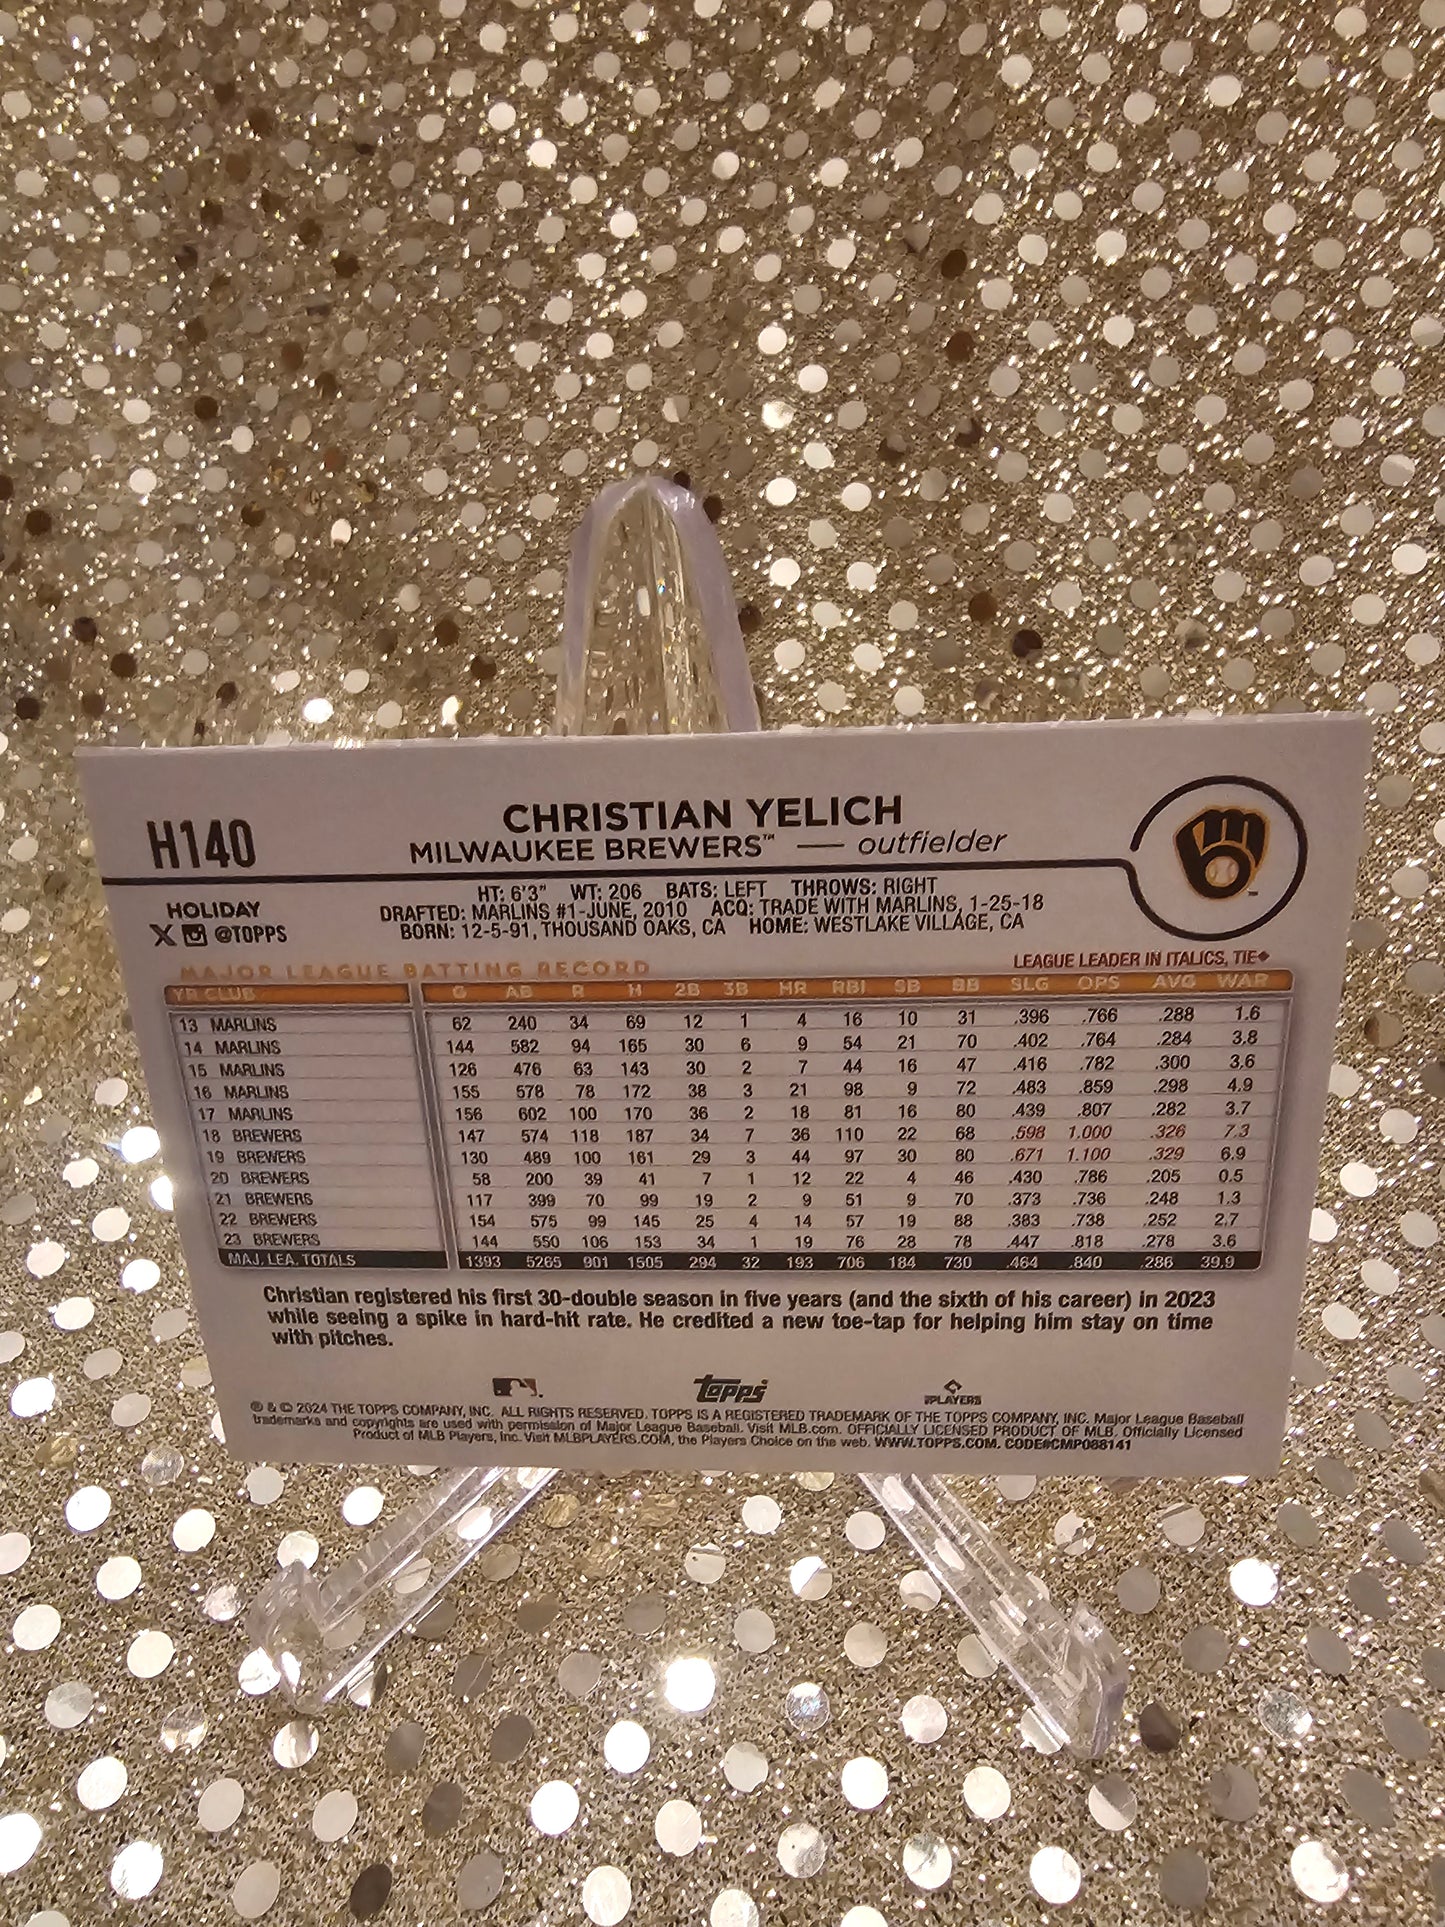 H140
CHRISTIAN YELICH
MILWAUKEE BREWERS™ — outfielder
HT: 6'3" WT: 206 BATS: LEFT THROWS: RIGHT
DRAFTED: MARLINS #1-JUNE, 2010 ACQ: TRADE WITH MARLINS, 1-25-18
BORN: 12-5-91, THOUSAND OAKS, CA HOME: WESTLAKE VILLAGE, CA
HOLIDAY
X @TOPPS
MAJOR LEAGUE BATTING RECORD
LEAGUE LEADER IN ITALICS, TIE◆
YR CLUB G AB R H 2B 3B HR RBI SB BB SLG OPS AVG WAR
13 MARLINS 62 240 34 69 12 1 4 16 10 31 .396 .766 .288 1.6
14 MARLINS 144 582 94 165 30 6 9 54 21 70 .402 .764 .284 3.8
15 MARLINS 126 476 63 143 30 2 7 44 16 47 .416 .782 .300 3.6
16 MARLINS 155 578 78 172 38 3 21 98 9 72 .483 .859 .298 4.9
17 MARLINS 156 602 100 170 36 2 18 81 16 80 .439 .807 .282 3.7
18 BREWERS 147 574 118 187 34 7 36 110 22 68 .598 1.000 .326 7.3
19 BREWERS 130 489 100 161 29 3 44 97 30 80 .671 1.100 .329 6.9
20 BREWERS 58 200 39 41 7 1 12 22 4 46 .430 .786 .205 0.5
21 BREWERS 117 399 70 99 19 2 9 51 9 70 .373 .736 .248 1.3
22 BREWERS 154 575 99 145 25 4 14 57 19 88 .383 .738 .252 2.7
23 BREWERS 144 550 106 153 34 1 19 76 28 78 .447 .818 .278 3.6
MAJ. LEA. TOTALS 1393 5265 901 1505 294 32 193 706 184 730 .464 .840 .286 39.9
Christian registered his first 30-double season in five years (and the sixth of his career) in 2023
while seeing a spike in hard-hit rate. He credited a new toe-tap for helping him stay on time
with pitches.
topps
PLAYERS
® & © 2024 THE TOPPS COMPANY, INC. ALL RIGHTS RESERVED. TOPPS IS A REGISTERED TRADEMARK OF THE TOPPS COMPANY, INC. Major League Baseball
trademarks and copyrights are used with permission of Major League Baseball. Visit MLB.com. OFFICIALLY LICENSED PRODUCT OF MLB. Officially Licensed
Product of MLB Players, Inc. Visit MLBPLAYERS.COM, the Players Choice on the web. WWW.TOPPS.COM. CODE#CMP088141